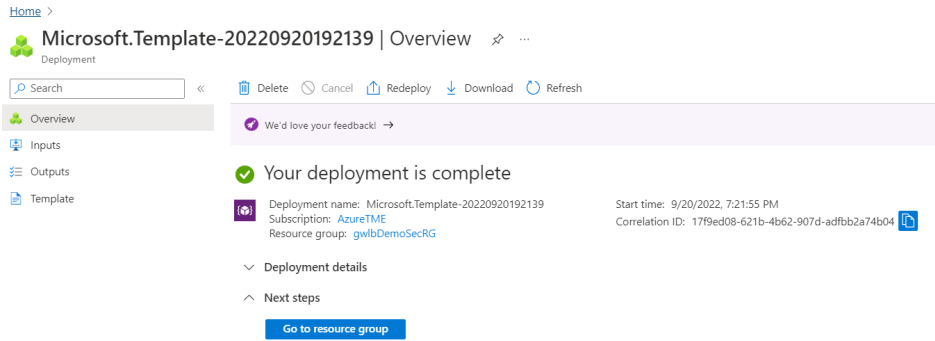 Home >
Microsoft.Template-20220920192139 | Overview ...
Deployment
Search «
Delete Cancel Redeploy Download Refresh
Overview
We'd love your feedback! →
Inputs
Outputs
Template
Your deployment is complete
Deployment name: Microsoft.Template-20220920192139
Subscription: AzureTME
Resource group: gwlbDemoSecRG
Start time: 9/20/2022, 7:21:55 PM
Correlation ID: 17f9ed08-621b-4b62-907d-adfbb2a74b04
Deployment details
Next steps
Go to resource group